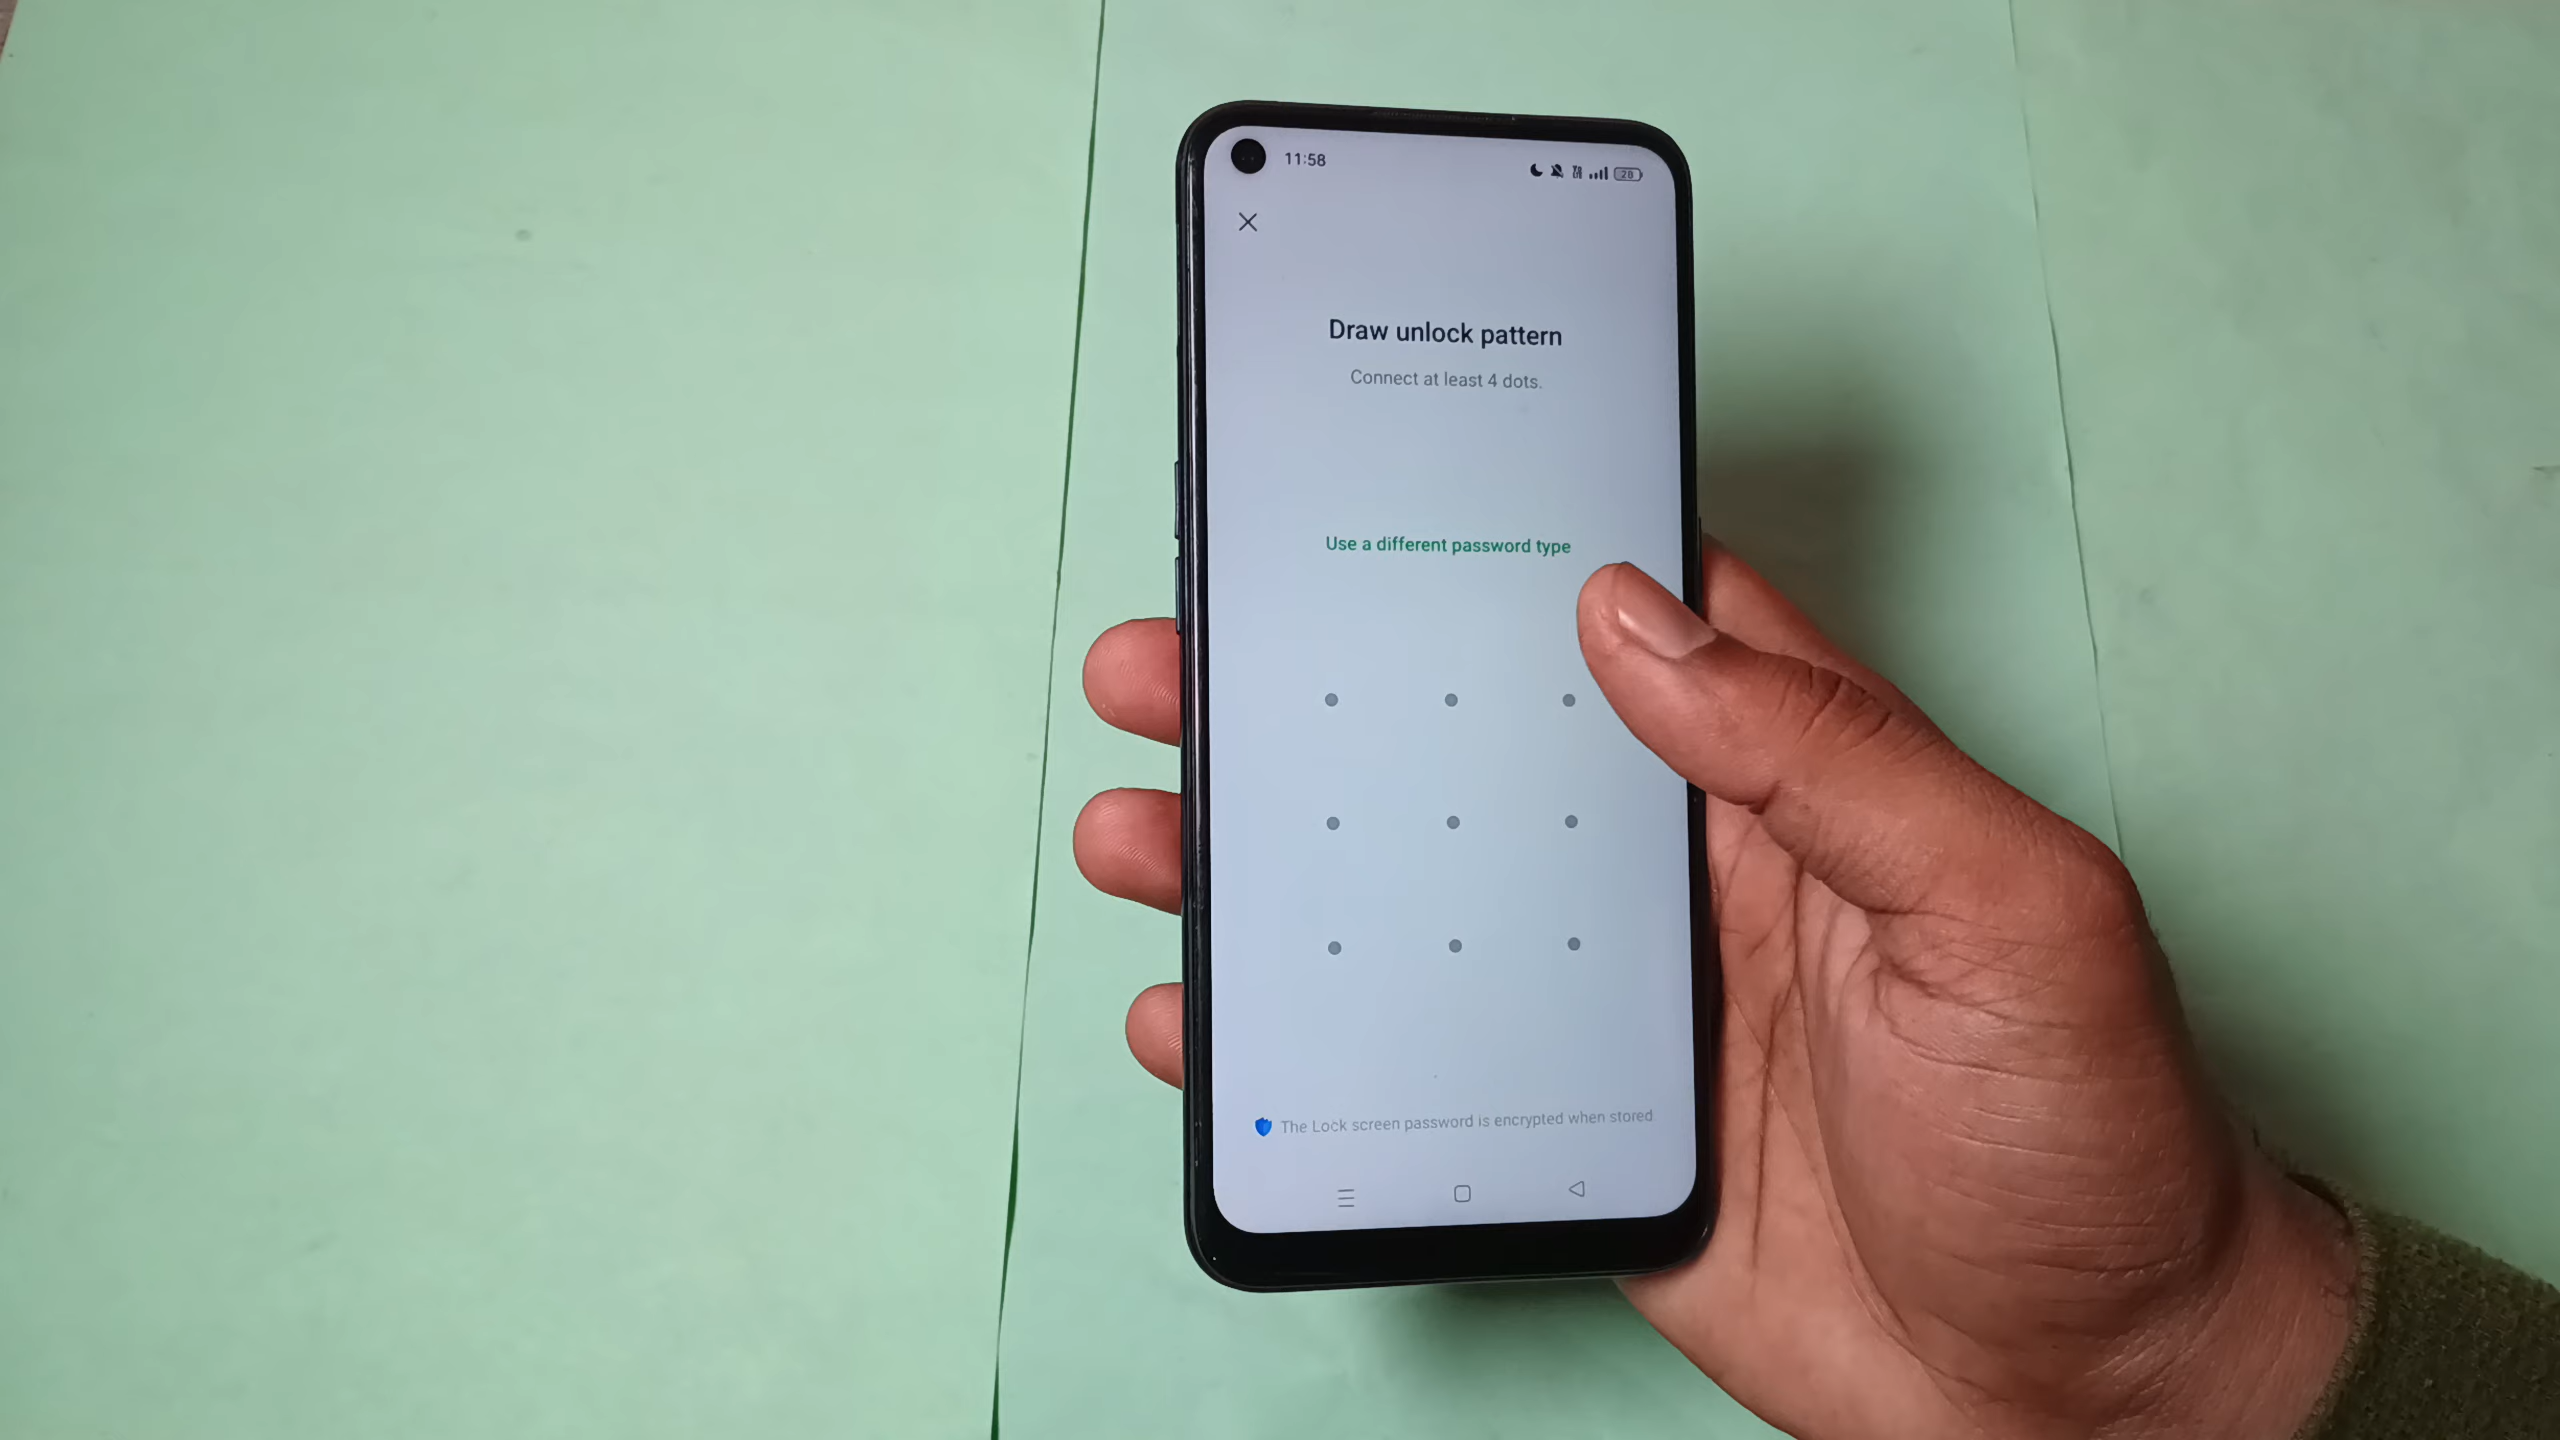 11:58
28
Draw unlock pattern
Connect at least 4 dots.
Use a different password type
The Lock screen password is encrypted when stored